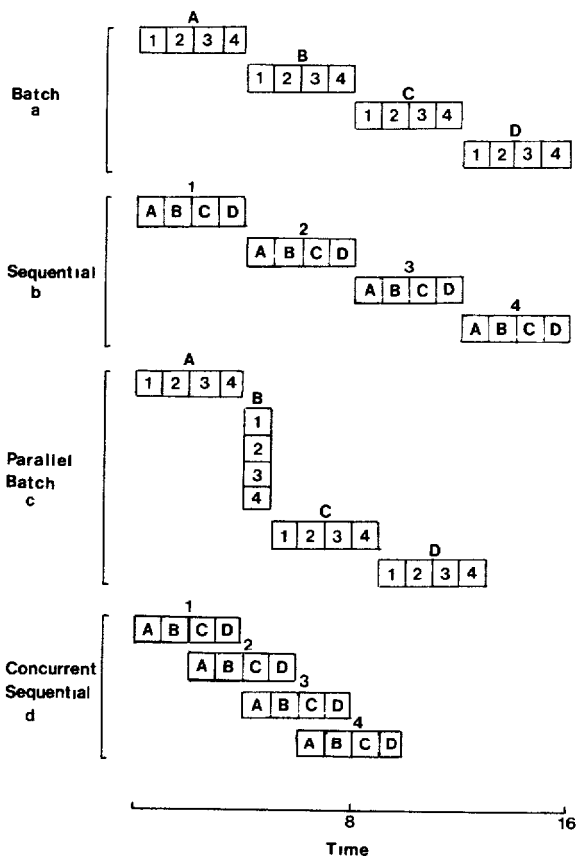 A
1 2 3 4
B
1 2 3 4
Batch
a
C
1 2 3 4
D
1 2 3 4
1
A B C D
2
A B C D
Sequential
b
3
A B C D
4
A B C D
A
1 2 3 4
B
1
2
3
4
Parallel
Batch
c
C
1 2 3 4
D
1 2 3 4
1
A B C D
2
A B C D
Concurrent
Sequential
d
3
A B C D
4
A B C D
8 16
Time